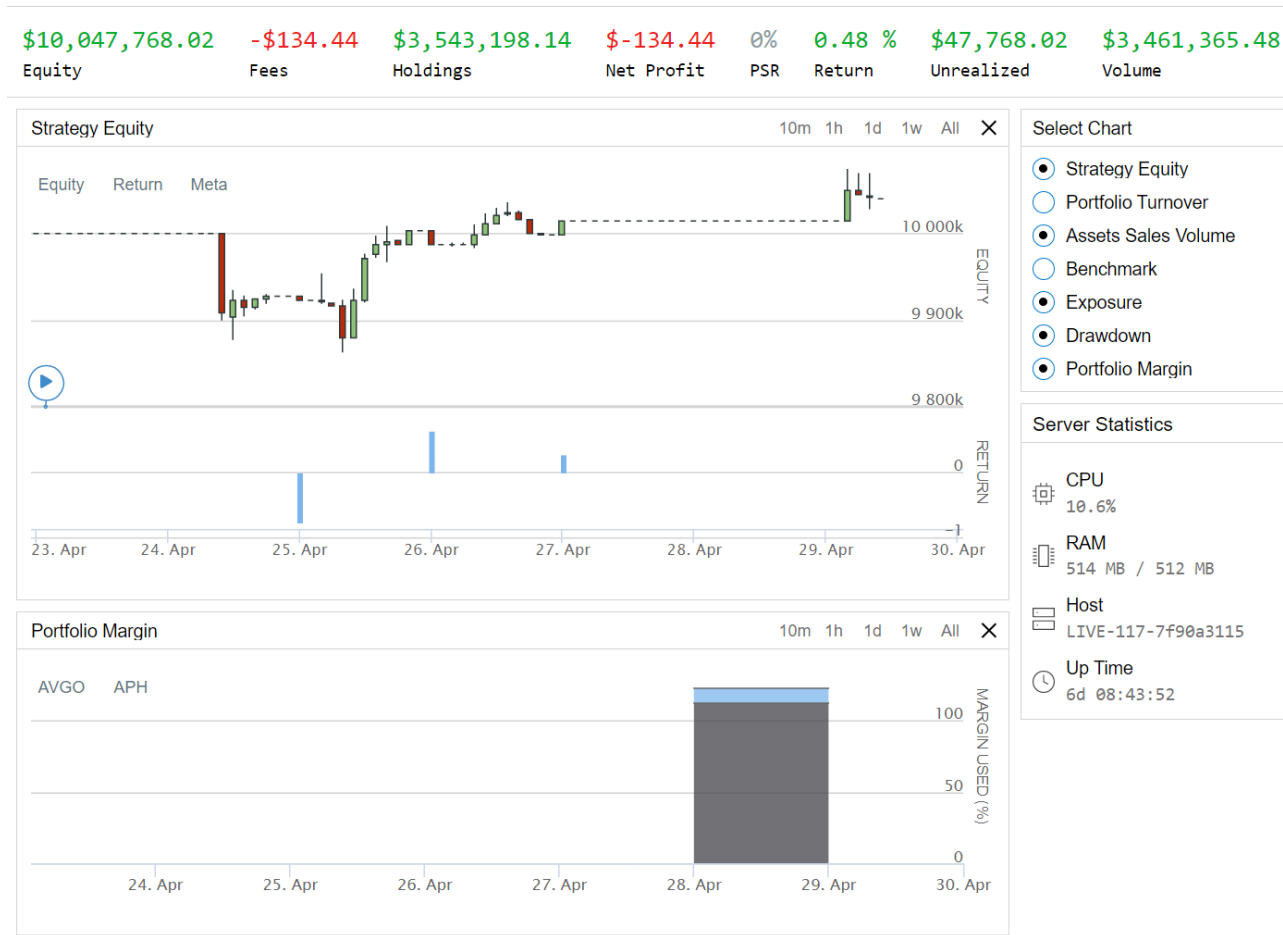 $10,047,768.02 -$134.44 $3,543,198.14 $-134.44 0% 0.48 % $47,768.02 $3,461,365.48
Equity Fees Holdings Net Profit PSR Return Unrealized Volume
Strategy Equity 10m 1h 1d 1w All
Equity Return Meta
10 000k
9 900k
9 800k
EQUITY
0
-1
RETURN
23. Apr 24. Apr 25. Apr 26. Apr 27. Apr 28. Apr 29. Apr 30. Apr
Portfolio Margin 10m 1h 1d 1w All
AVGO APH
100
50
0
MARGIN USED (%)
24. Apr 25. Apr 26. Apr 27. Apr 28. Apr 29. Apr 30. Apr
Select Chart
Strategy Equity
Portfolio Turnover
Assets Sales Volume
Benchmark
Exposure
Drawdown
Portfolio Margin
Server Statistics
CPU
10.6%
RAM
514 MB / 512 MB
Host
LIVE-117-7f90a3115
Up Time
6d 08:43:52